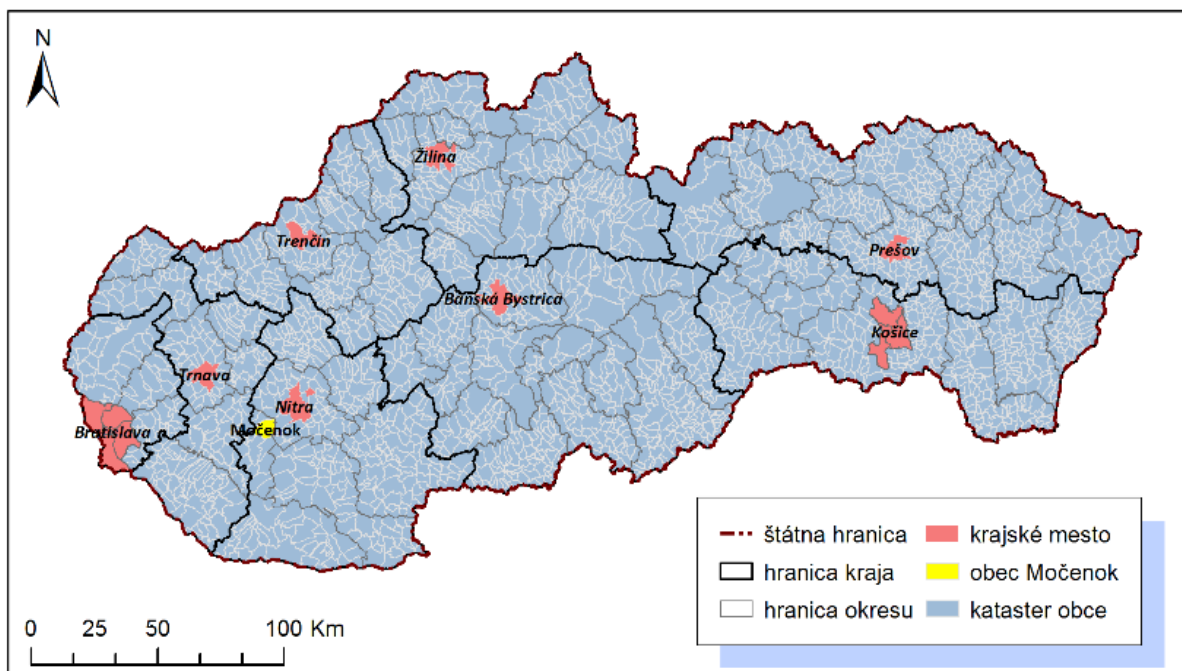 N
Žilina
Trenčín
Prešov
Banská Bystrica
Košice
Trnava
Nitra
Močenok
Bratislava
štátna hranica
hranica kraja
hranica okresu
krajské mesto
obec Močenok
kataster obce
0 25 50 100 Km